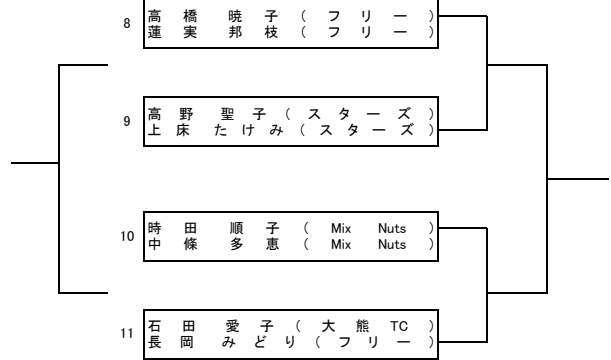 8
高橋 暁子(フリー)
蓮実 邦枝(フリー)
9
高野 聖子(スターズ)
上床 たけみ(スターズ)
10
時田 順子(Mix Nuts)
中條 多恵(Mix Nuts)
11
石田 愛子(大熊TC)
長岡 みどり(フリー)